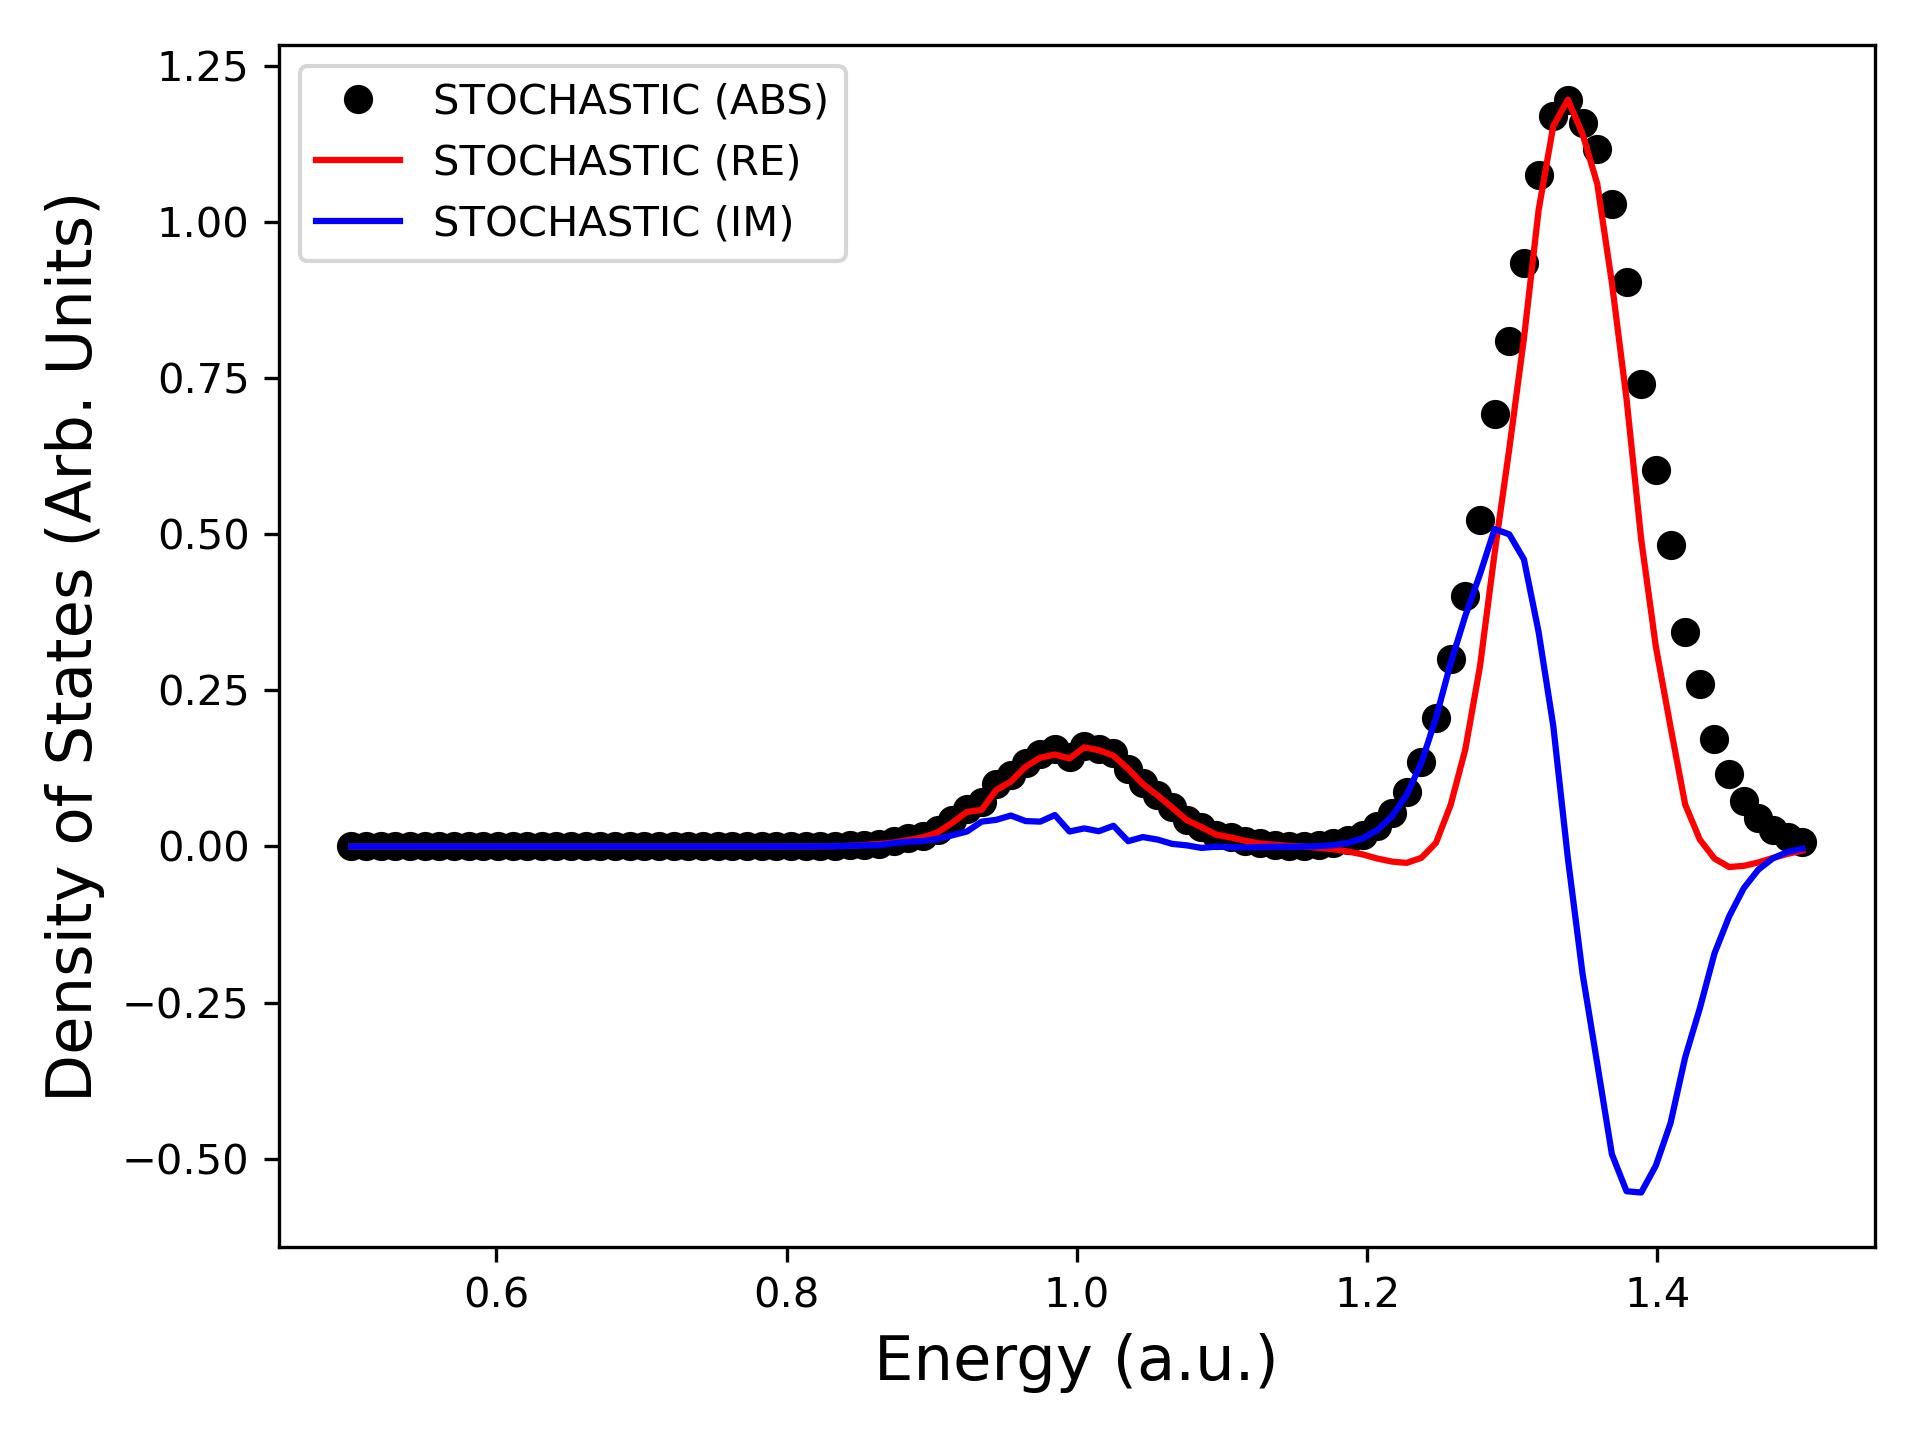 1.25
1.00
0.75
0.50
0.25
0.00
−0.25
−0.50
Density of States (Arb. Units)
STOCHASTIC (ABS)
STOCHASTIC (RE)
STOCHASTIC (IM)
0.6 0.8 1.0 1.2 1.4
Energy (a.u.)